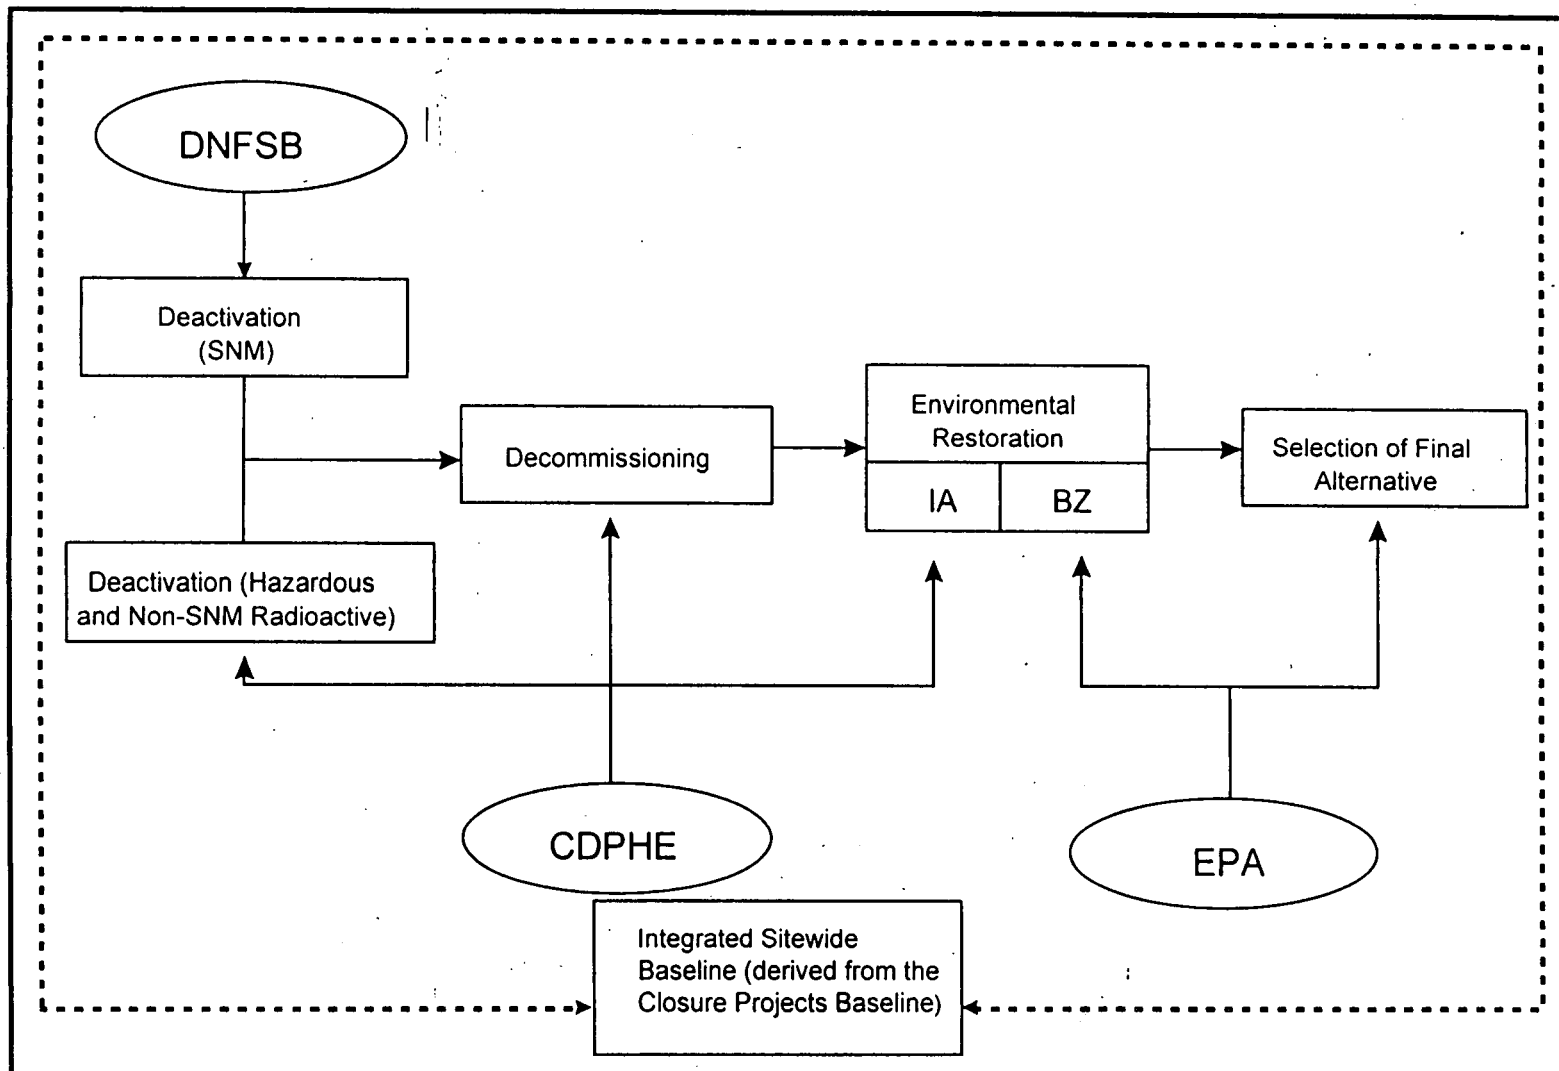 DNFSB
Deactivation
(SNM)
Decommissioning
Environmental
Restoration
IA
BZ
Selection of Final
Alternative
Deactivation (Hazardous
and Non-SNM Radioactive)
CDPHE
EPA
Integrated Sitewide
Baseline (derived from the
Closure Projects Baseline)